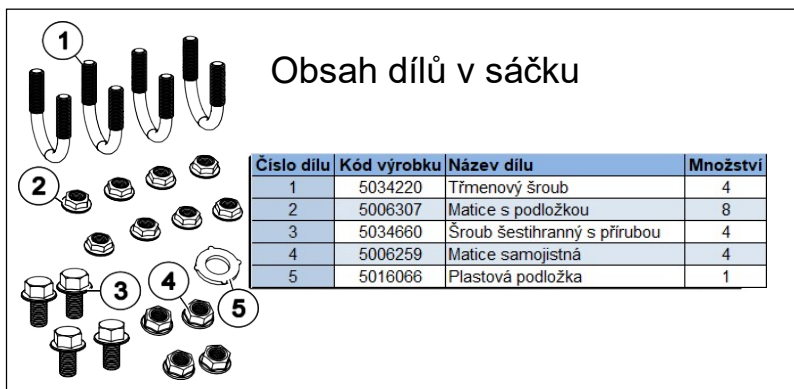 Obsah dílů v sáčku
1
2
3
4
5
Číslo dílu Kód výrobku Název dílu Množství
1 5034220 Třmenový šroub 4
2 5006307 Matice s podložkou 8
3 5034660 Šroub šestihranný s přírubou 4
4 5006259 Matice samojistná 4
5 5016066 Plastová podložka 1